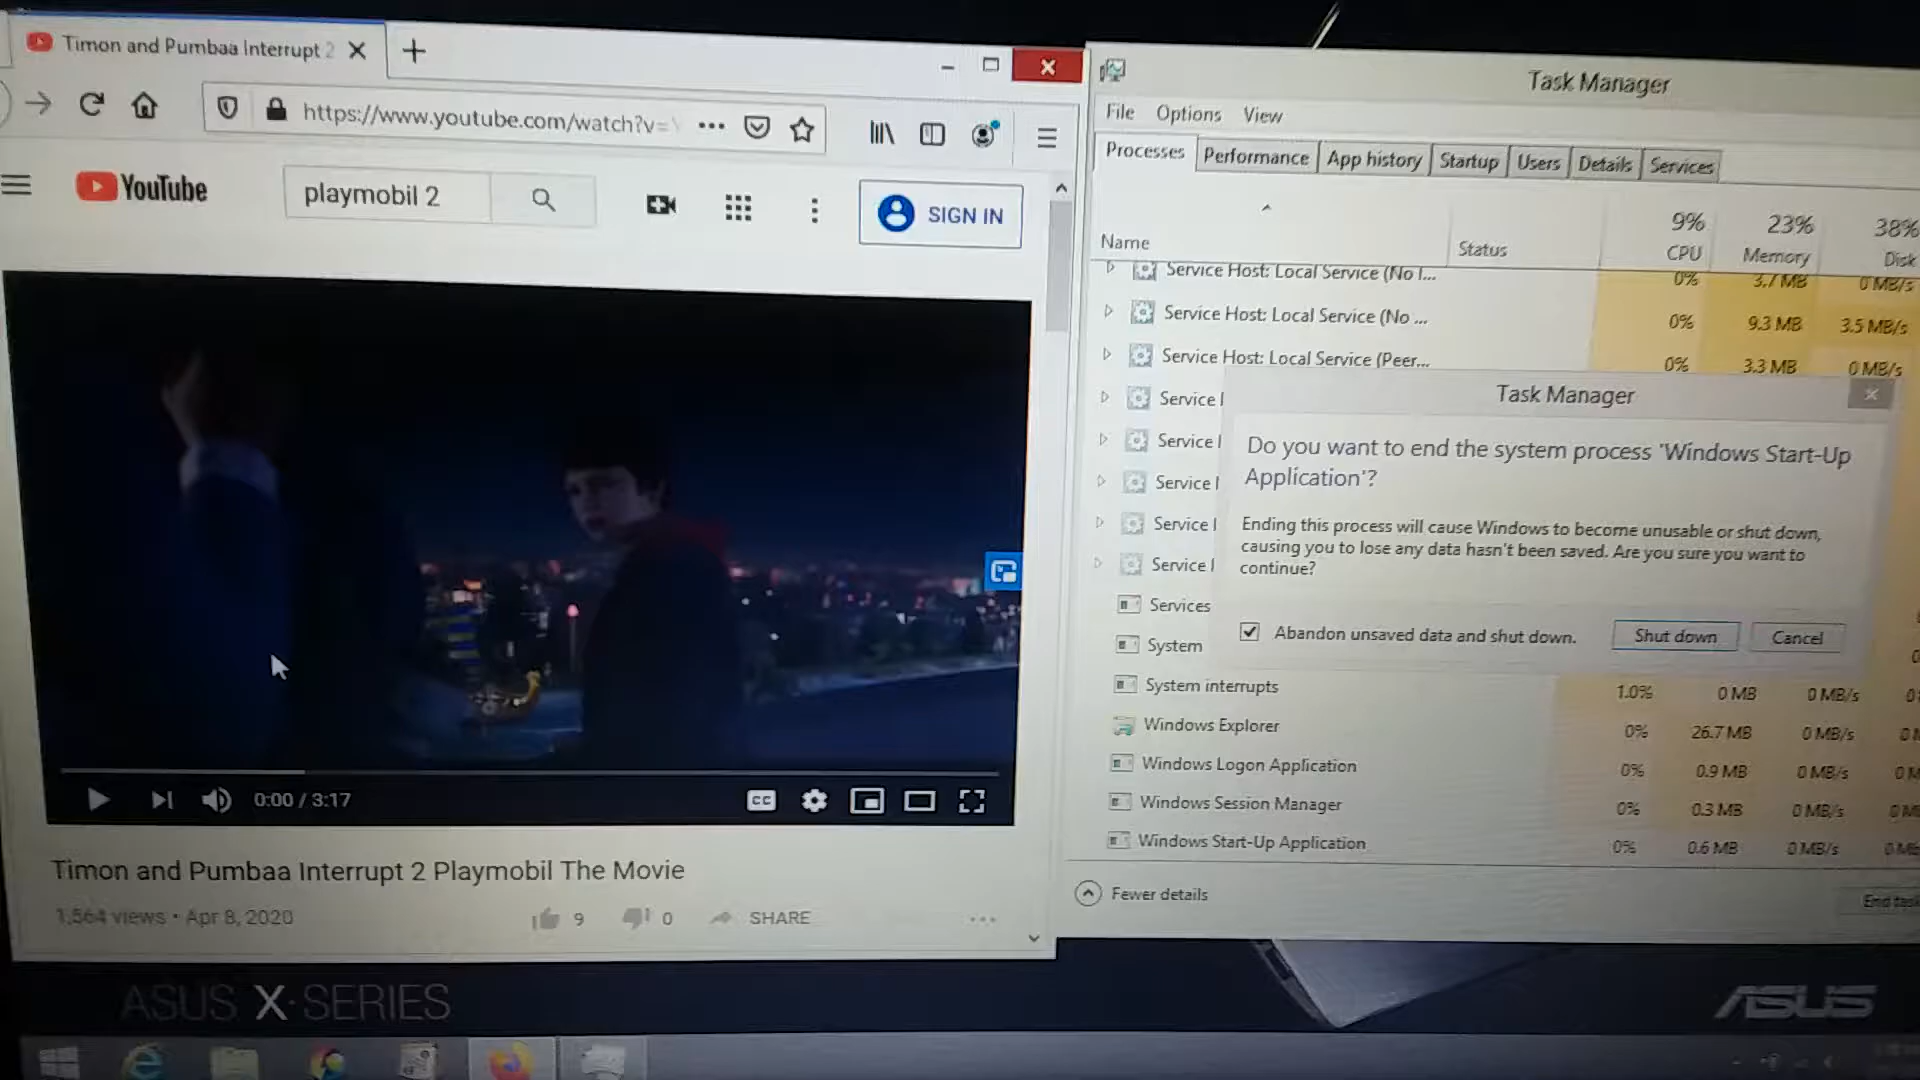 Timon and Pumbaa Interrupt 2
https://www.youtube.com/watch?v=
YouTube
playmobil 2
SIGN IN
CC
0:00 / 3:17
Timon and Pumbaa Interrupt 2 Playmobil The Movie
1,564 views • Apr 8, 2020
9
0
SHARE
Task Manager
File Options View
Processes Performance App history Startup Users Details Services
9% 23% 38%
Name Status CPU Memory Disk
Service Host: Local Service (No I... 0% 3.7 MB 0 MB/s
Service Host: Local Service (No ... 0% 9.3 MB 3.5 MB/s
Service Host: Local Service (Peer... 0% 3.3 MB 0 MB/s
Service
Service
Service
Service
Service
Services
System
Task Manager
Do you want to end the system process 'Windows Start-Up
Application'?
Ending this process will cause Windows to become unusable or shut down,
causing you to lose any data hasn't been saved. Are you sure you want to
continue?
Abandon unsaved data and shut down.
Shut down Cancel
System interrupts 1.0% 0 MB 0 MB/s
Windows Explorer 0% 26.7 MB 0 MB/s
Windows Logon Application 0% 0.9 MB 0 MB/s
Windows Session Manager 0% 0.3 MB 0 MB/s
Windows Start-Up Application 0% 0.6 MB 0 MB/s
Fewer details
End task
ASUS X-SERIES
ASUS